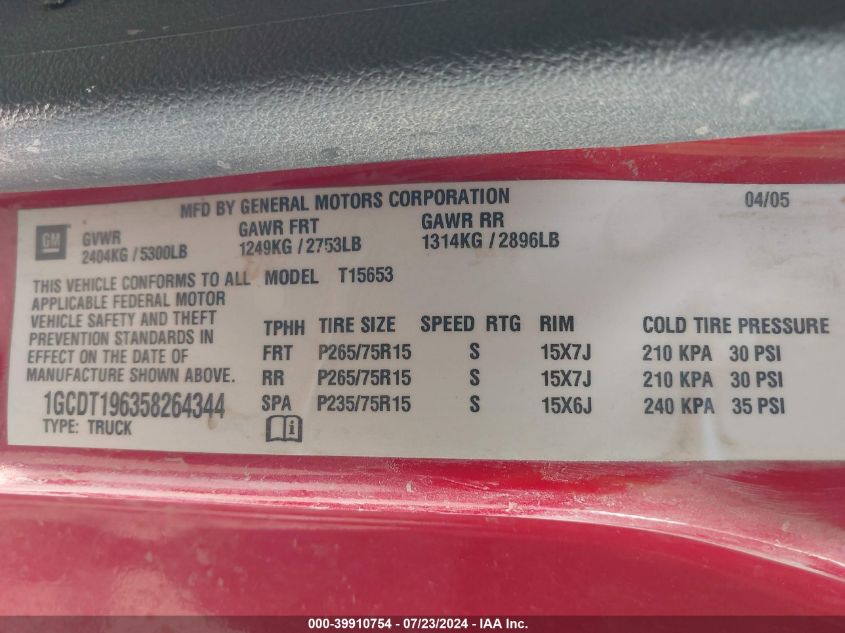 MFD BY GENERAL MOTORS CORPORATION 04/05
GM
GVWR GAWR FRT GAWR RR
2404KG / 5300LB 1249KG / 2753LB 1314KG / 2896LB
THIS VEHICLE CONFORMS TO ALL
APPLICABLE FEDERAL MOTOR
VEHICLE SAFETY AND THEFT
PREVENTION STANDARDS IN
EFFECT ON THE DATE OF
MANUFACTURE SHOWN ABOVE.
1GCDT196358264344
TYPE: TRUCK
MODEL T15653
TPHH TIRE SIZE SPEED RTG RIM COLD TIRE PRESSURE
FRT P265/75R15 S 15X7J 210 KPA 30 PSI
RR P265/75R15 S 15X7J 210 KPA 30 PSI
SPA P235/75R15 S 15X6J 240 KPA 35 PSI
000-39910754 - 07/23/2024 - IAA Inc.